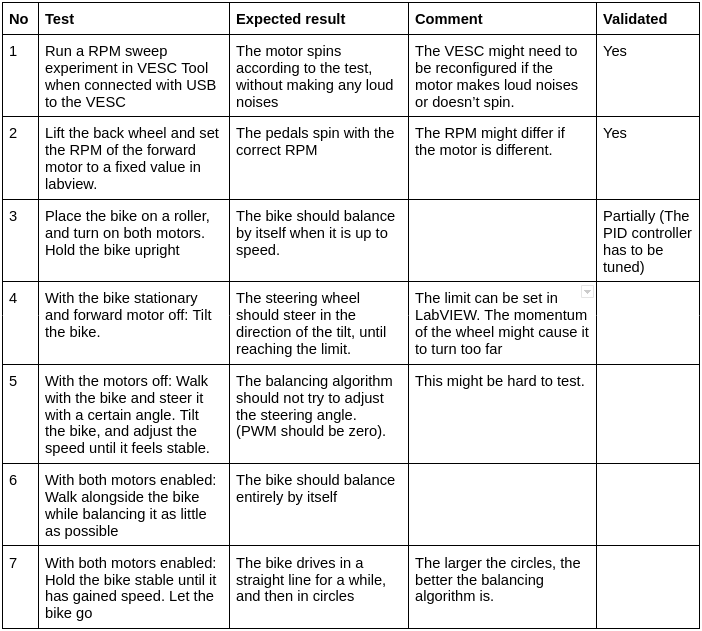 No Test Expected result Comment Validated
1 Run a RPM sweep experiment in VESC Tool when connected with USB to the VESC The motor spins according to the test, without making any loud noises The VESC might need to be reconfigured if the motor makes loud noises or doesn’t spin. Yes
2 Lift the back wheel and set the RPM of the forward motor to a fixed value in labview. The pedals spin with the correct RPM The RPM might differ if the motor is different. Yes
3 Place the bike on a roller, and turn on both motors. Hold the bike upright The bike should balance by itself when it is up to speed. Partially (The PID controller has to be tuned)
4 With the bike stationary and forward motor off: Tilt the bike. The steering wheel should steer in the direction of the tilt, until reaching the limit. The limit can be set in LabVIEW. The momentum of the wheel might cause it to turn too far
5 With the motors off: Walk with the bike and steer it with a certain angle. Tilt the bike, and adjust the speed until it feels stable. The balancing algorithm should not try to adjust the steering angle. (PWM should be zero). This might be hard to test.
6 With both motors enabled: Walk alongside the bike while balancing it as little as possible The bike should balance entirely by itself
7 With both motors enabled: Hold the bike stable until it has gained speed. Let the bike go The bike drives in a straight line for a while, and then in circles The larger the circles, the better the balancing algorithm is.